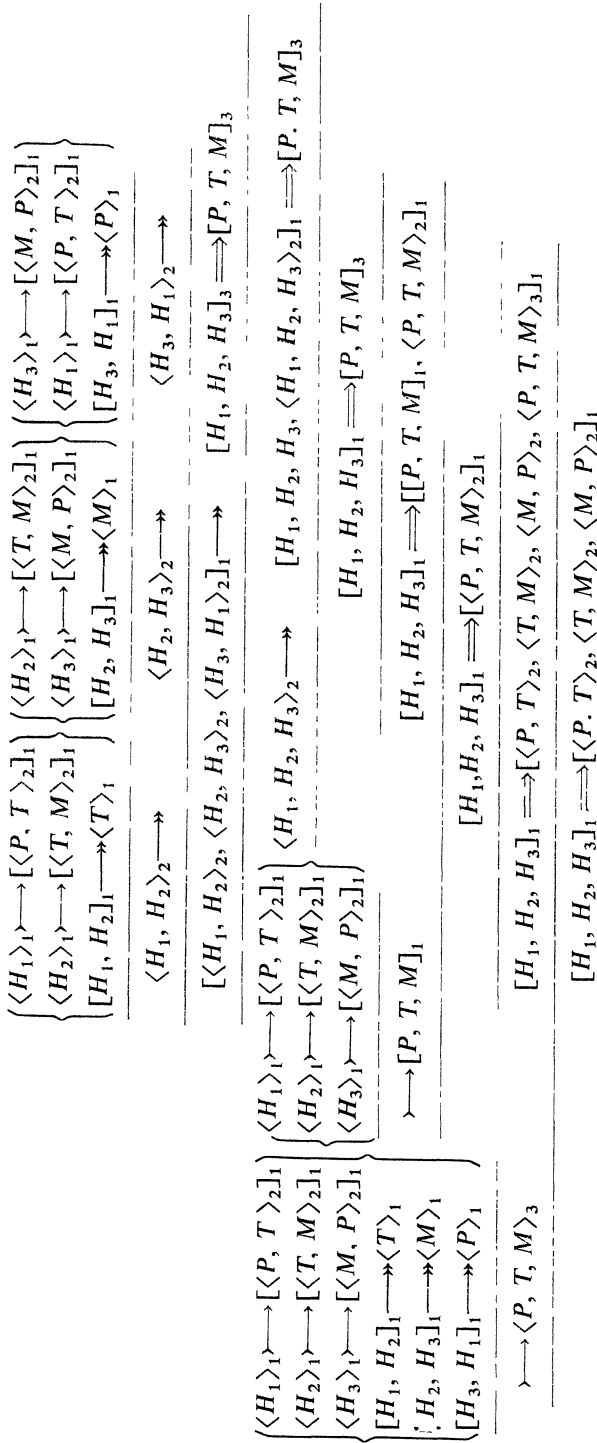 ⟨H₁⟩₁ ↣ [⟨P, T⟩₂]₁
⟨H₂⟩₁ ↣ [⟨T, M⟩₂]₁
[H₁, H₂]₁ ↠ ⟨T⟩₁
⟨H₂⟩₁ ↣ [⟨T, M⟩₂]₁
⟨H₃⟩₁ ↣ [⟨M, P⟩₂]₁
[H₂, H₃]₁ ↠ ⟨M⟩₁
⟨H₃⟩₁ ↣ [⟨M, P⟩₂]₁
⟨H₁⟩₁ ↣ [⟨P, T⟩₂]₁
[H₃, H₁]₁ ↠ ⟨P⟩₁
⟨H₁, H₂⟩₂ ↠ ⟨H₂, H₃⟩₂ ↠ ⟨H₃, H₁⟩₂ ↠
[⟨H₁, H₂⟩₂, ⟨H₂, H₃⟩₂, ⟨H₃, H₁⟩₂]₁ ↠ [H₁, H₂, H₃]₃ ⟹ [P, T, M]₃
⟨H₁⟩₁ ↣ [⟨P, T⟩₂]₁
⟨H₂⟩₁ ↣ [⟨T, M⟩₂]₁
⟨H₃⟩₁ ↣ [⟨M, P⟩₂]₁
[H₁, H₂]₁ ↠ ⟨T⟩₁
[H₂, H₃]₁ ↠ ⟨M⟩₁
[H₃, H₁]₁ ↠ ⟨P⟩₁
⟨H₁⟩₁ ↣ [⟨P, T⟩₂]₁
⟨H₂⟩₁ ↣ [⟨T, M⟩₂]₁
⟨H₃⟩₁ ↣ [⟨M, P⟩₂]₁
⟨H₁, H₂, H₃⟩₂ ↠ [H₁, H₂, H₃, ⟨H₁, H₂, H₃⟩₂]₁ ⟹ [P. T, M]₃
[H₁, H₂, H₃]₁ ⟹ [P, T, M]₃
↣ [P, T, M]₁ [H₁, H₂, H₃]₁ ⟹ [[P, T, M]₁, ⟨P, T, M⟩₂]₁
[H₁, H₂, H₃]₁ ⟹ [⟨P, T, M⟩₂]₁
↣ ⟨P, T, M⟩₃ [H₁, H₂, H₃]₁ ⟹ [⟨P, T⟩₂, ⟨T, M⟩₂, ⟨M, P⟩₂, ⟨P, T, M⟩₃]₁
[H₁, H₂, H₃]₁ ⟹ [⟨P. T⟩₂, ⟨T, M⟩₂, ⟨M, P⟩₂]₁